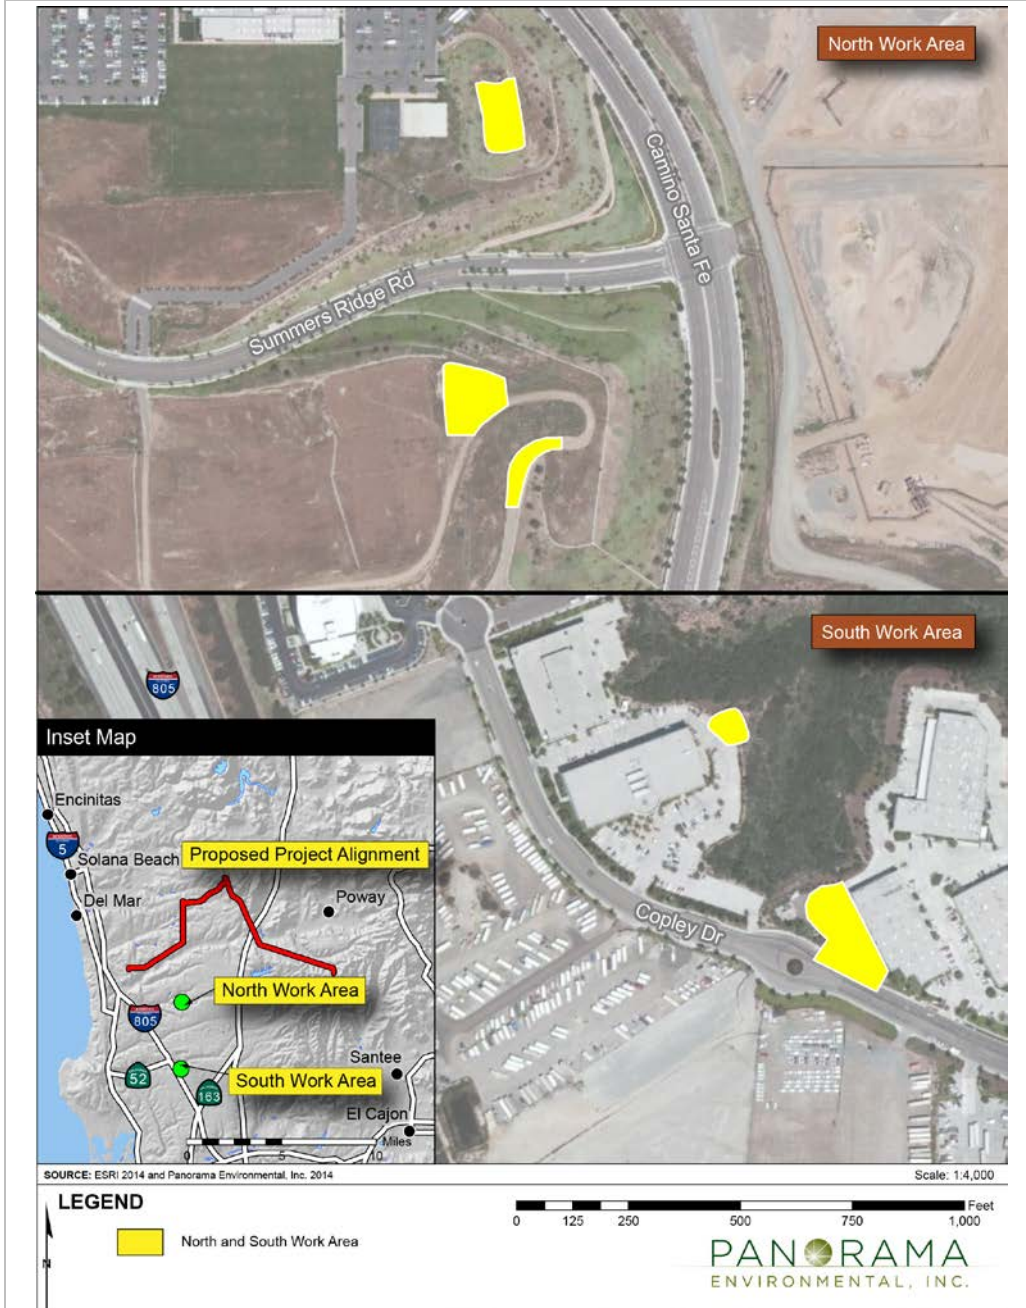 North Work Area
Camino Santa Fe
Summers Ridge Rd
South Work Area
805
Inset Map
Encinitas
5
Solana Beach
Proposed Project Alignment
Del Mar
Poway
North Work Area
805
Santee
52
South Work Area
163
El Cajon
Miles
0 5 10
Copley Dr
SOURCE: ESRI 2014 and Panorama Environmental, Inc. 2014
Scale: 1:4,000
LEGEND
Feet
0 125 250 500 750 1,000
North and South Work Area
N
PANORAMA
ENVIRONMENTAL, INC.